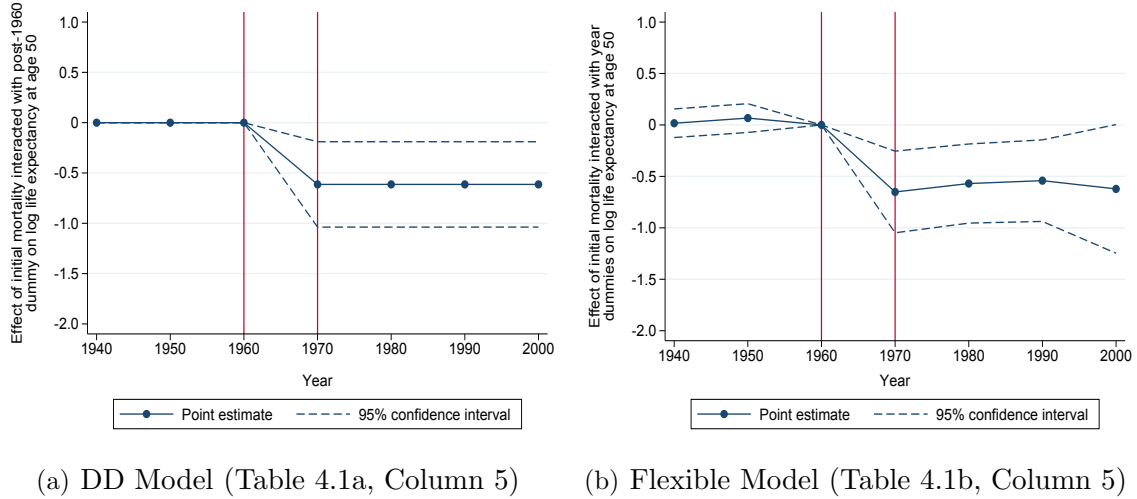 Effect of initial mortality interacted with post-1960
dummy on log life expectancy at age 50
1.0
0.5
0
-0.5
-1.0
-1.5
-2.0
1940 1950 1960 1970 1980 1990 2000
Year
Point estimate 95% confidence interval
(a) DD Model (Table 4.1a, Column 5)
Effect of initial mortality interacted with year
dummies on log life expectancy at age 50
1.0
0.5
0
-0.5
-1.0
-1.5
-2.0
1940 1950 1960 1970 1980 1990 2000
Year
Point estimate 95% confidence interval
(b) Flexible Model (Table 4.1b, Column 5)